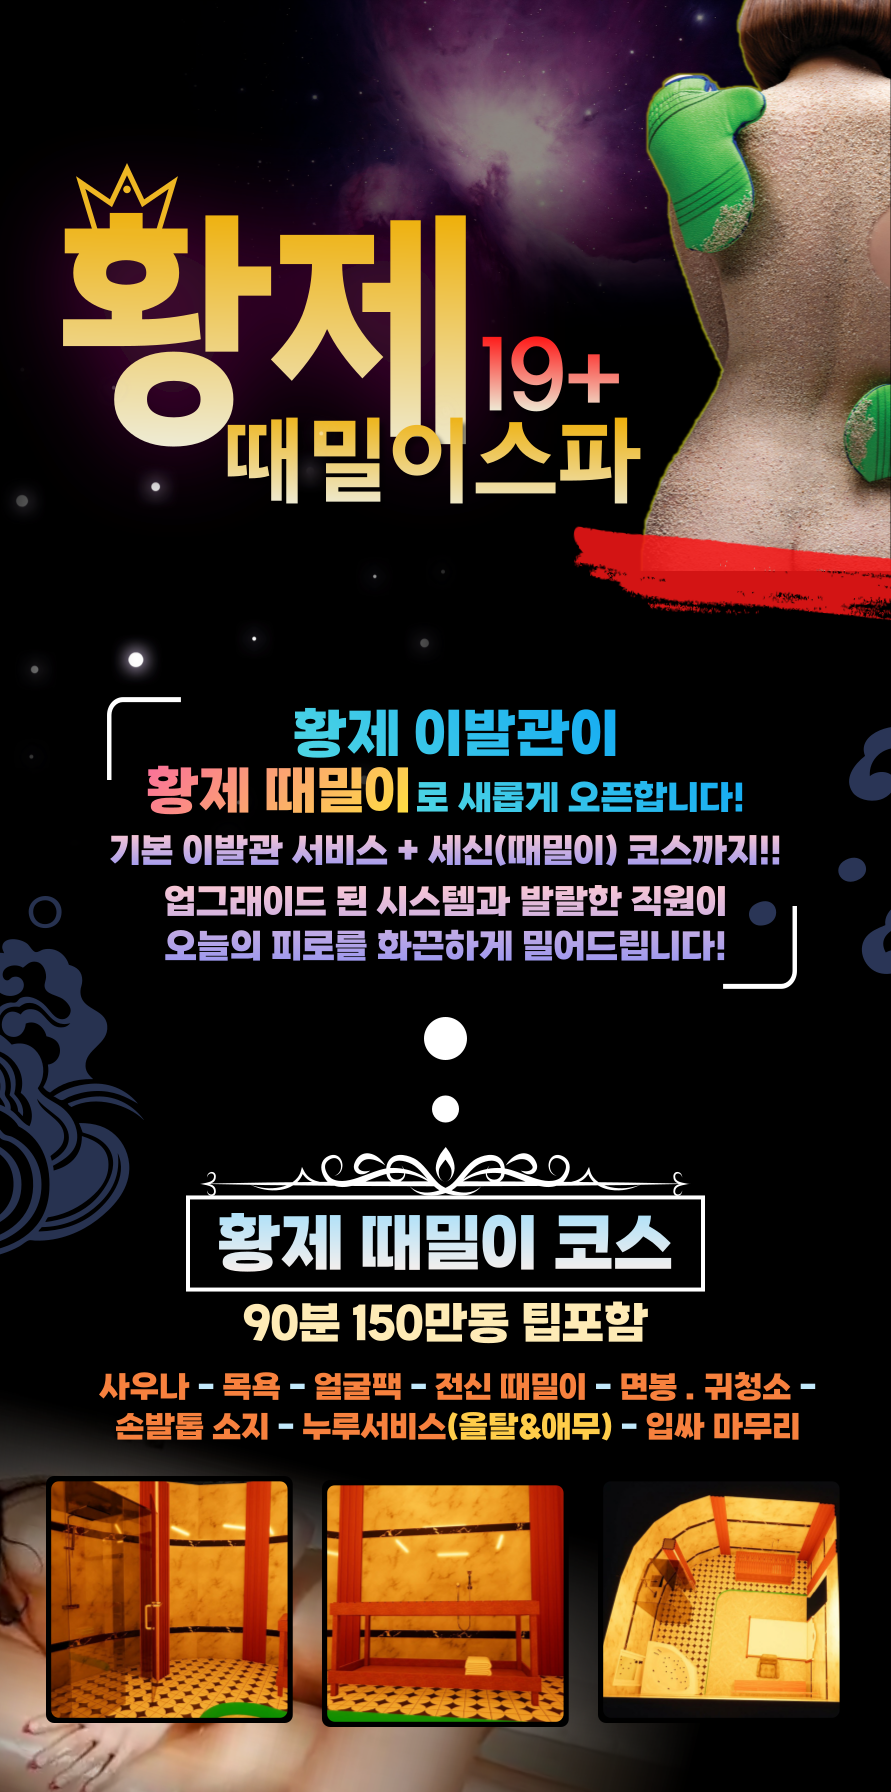 황제
19+
때밀이스파
황제 이발관이
황제 때밀이로 새롭게 오픈합니다!
기본 이발관 서비스 + 세신(때밀이) 코스까지!!
업그래이드 된 시스템과 발랄한 직원이
오늘의 피로를 화끈하게 밀어드립니다!
황제 때밀이 코스
90분 150만동 팁포함
사우나 - 목욕 - 얼굴팩 - 전신 때밀이 - 면봉 . 귀청소 -
손발톱 소지 - 누루서비스(올탈&애무) - 입싸 마무리